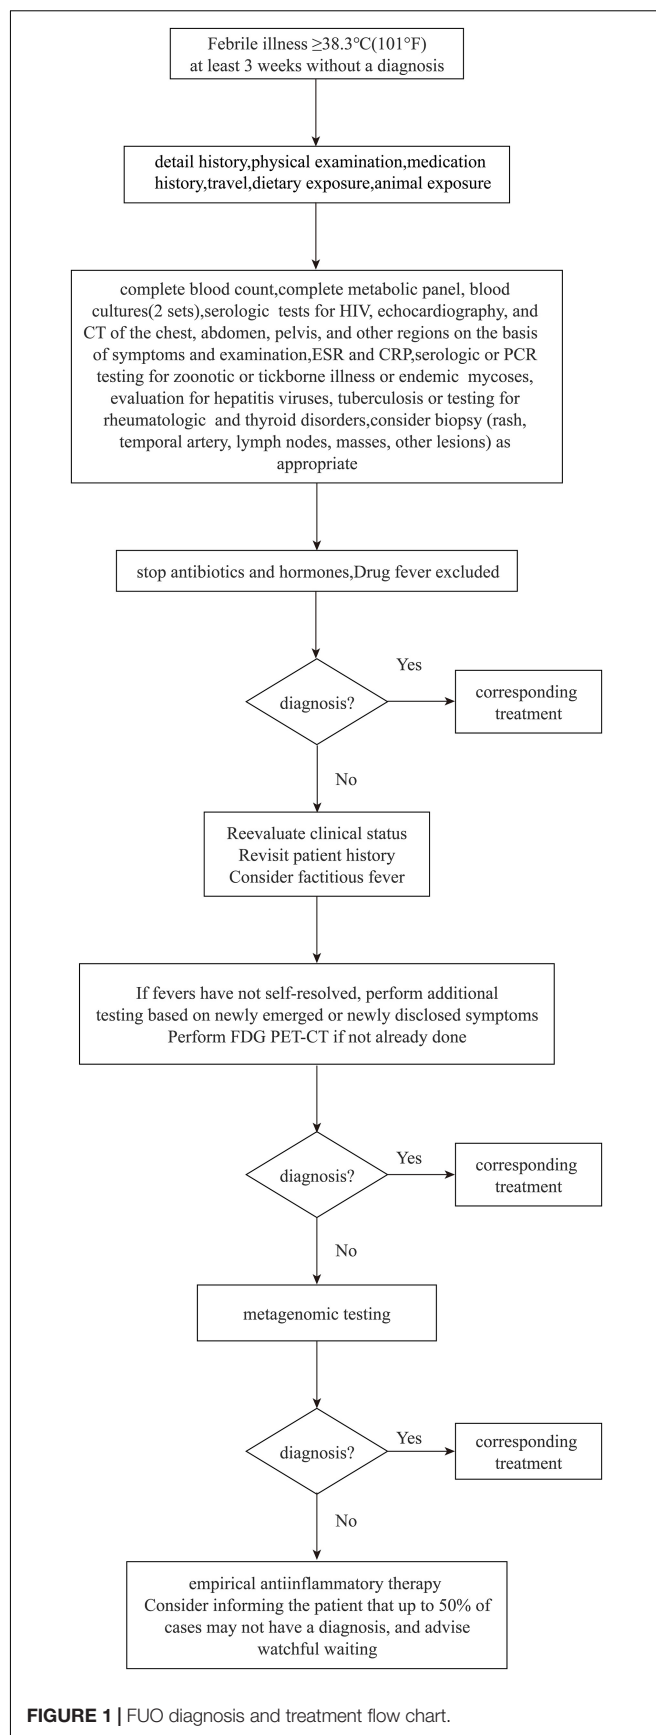 Febrile illness ≥38.3℃(101°F)
at least 3 weeks without a diagnosis
detail history,physical examination,medication
history,travel,dietary exposure,animal exposure
complete blood count,complete metabolic panel, blood
cultures(2 sets),serologic tests for HIV, echocardiography, and
CT of the chest, abdomen, pelvis, and other regions on the basis
of symptoms and examination,ESR and CRP,serologic or PCR
testing for zoonotic or tickborne illness or endemic mycoses,
evaluation for hepatitis viruses, tuberculosis or testing for
rheumatologic and thyroid disorders,consider biopsy (rash,
temporal artery, lymph nodes, masses, other lesions) as
appropriate
stop antibiotics and hormones,Drug fever excluded
diagnosis?
Yes
corresponding
treatment
No
Reevaluate clinical status
Revisit patient history
Consider factitious fever
If fevers have not self-resolved, perform additional
testing based on newly emerged or newly disclosed symptoms
Perform FDG PET-CT if not already done
diagnosis?
Yes
corresponding
treatment
No
metagenomic testing
diagnosis?
Yes
corresponding
treatment
No
empirical antiinflammatory therapy
Consider informing the patient that up to 50% of
cases may not have a diagnosis, and advise
watchful waiting
FIGURE 1 | FUO diagnosis and treatment flow chart.